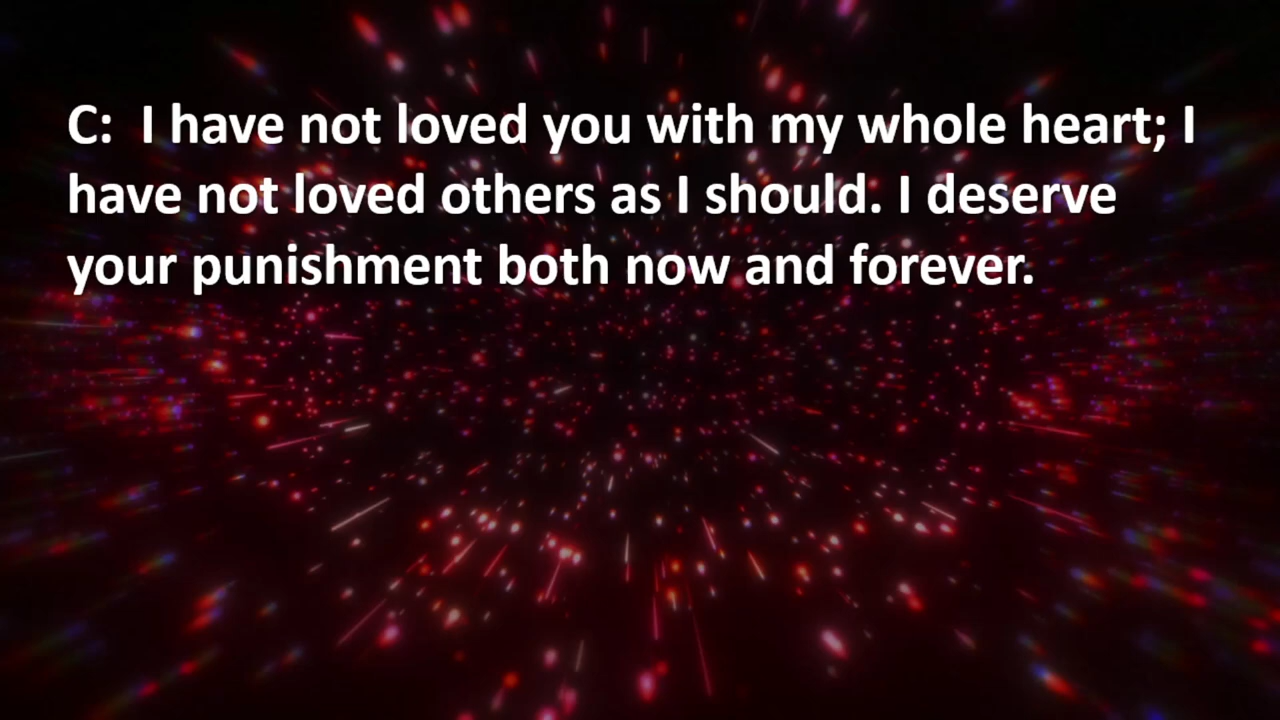 C:  I have not loved you with my whole heart; I
have not loved others as I should. I deserve
your punishment both now and forever.